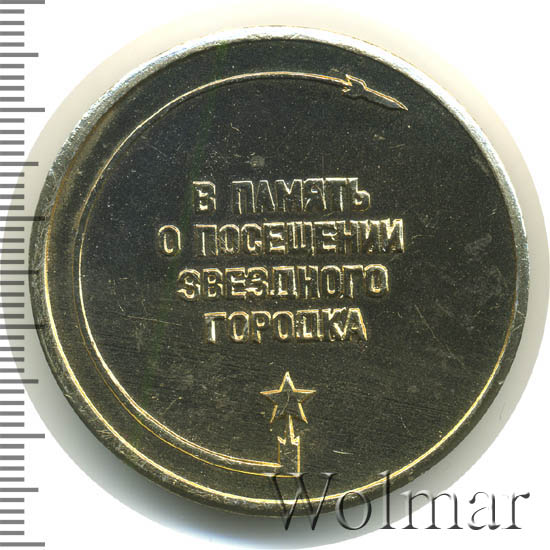 В ПАМЯТЬ
О ПОСЕЩЕНИИ
ЗВЕЗДНОГО
ГОРОДКА
Wolmar